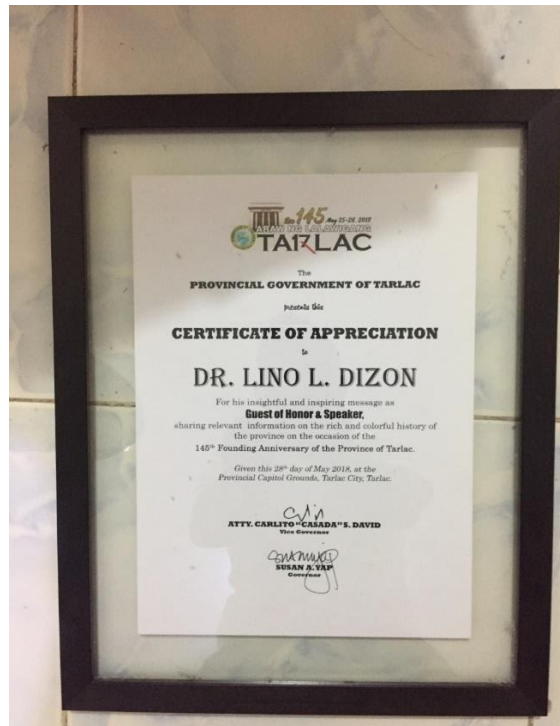 145 May 25-28, 2018
ARAW NG LALAWIGANG
TARLAC
The
PROVINCIAL GOVERNMENT OF TARLAC
presents this
CERTIFICATE OF APPRECIATION
to
DR. LINO L. DIZON
For his insightful and inspiring message as
Guest of Honor & Speaker,
sharing relevant information on the rich and colorful history of
the province on the occasion of the
145th Founding Anniversary of the Province of Tarlac.
Given this 28th day of May 2018, at the
Provincial Capitol Grounds, Tarlac City, Tarlac.
ATTY. CARLITO "CASADA" S. DAVID
Vice Governor
SUSAN A. YAP
Governor